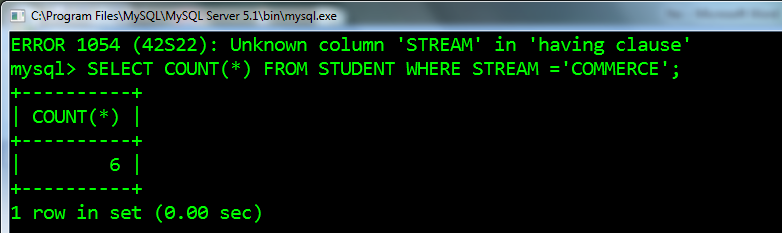 C:\Program Files\MySQL\MySQL Server 5.1\bin\mysql.exe
ERROR 1054 (42S22): Unknown column 'STREAM' in 'having clause'
mysql> SELECT COUNT(*) FROM STUDENT WHERE STREAM ='COMMERCE';
+----------+
| COUNT(*) |
+----------+
|        6 |
+----------+
1 row in set (0.00 sec)